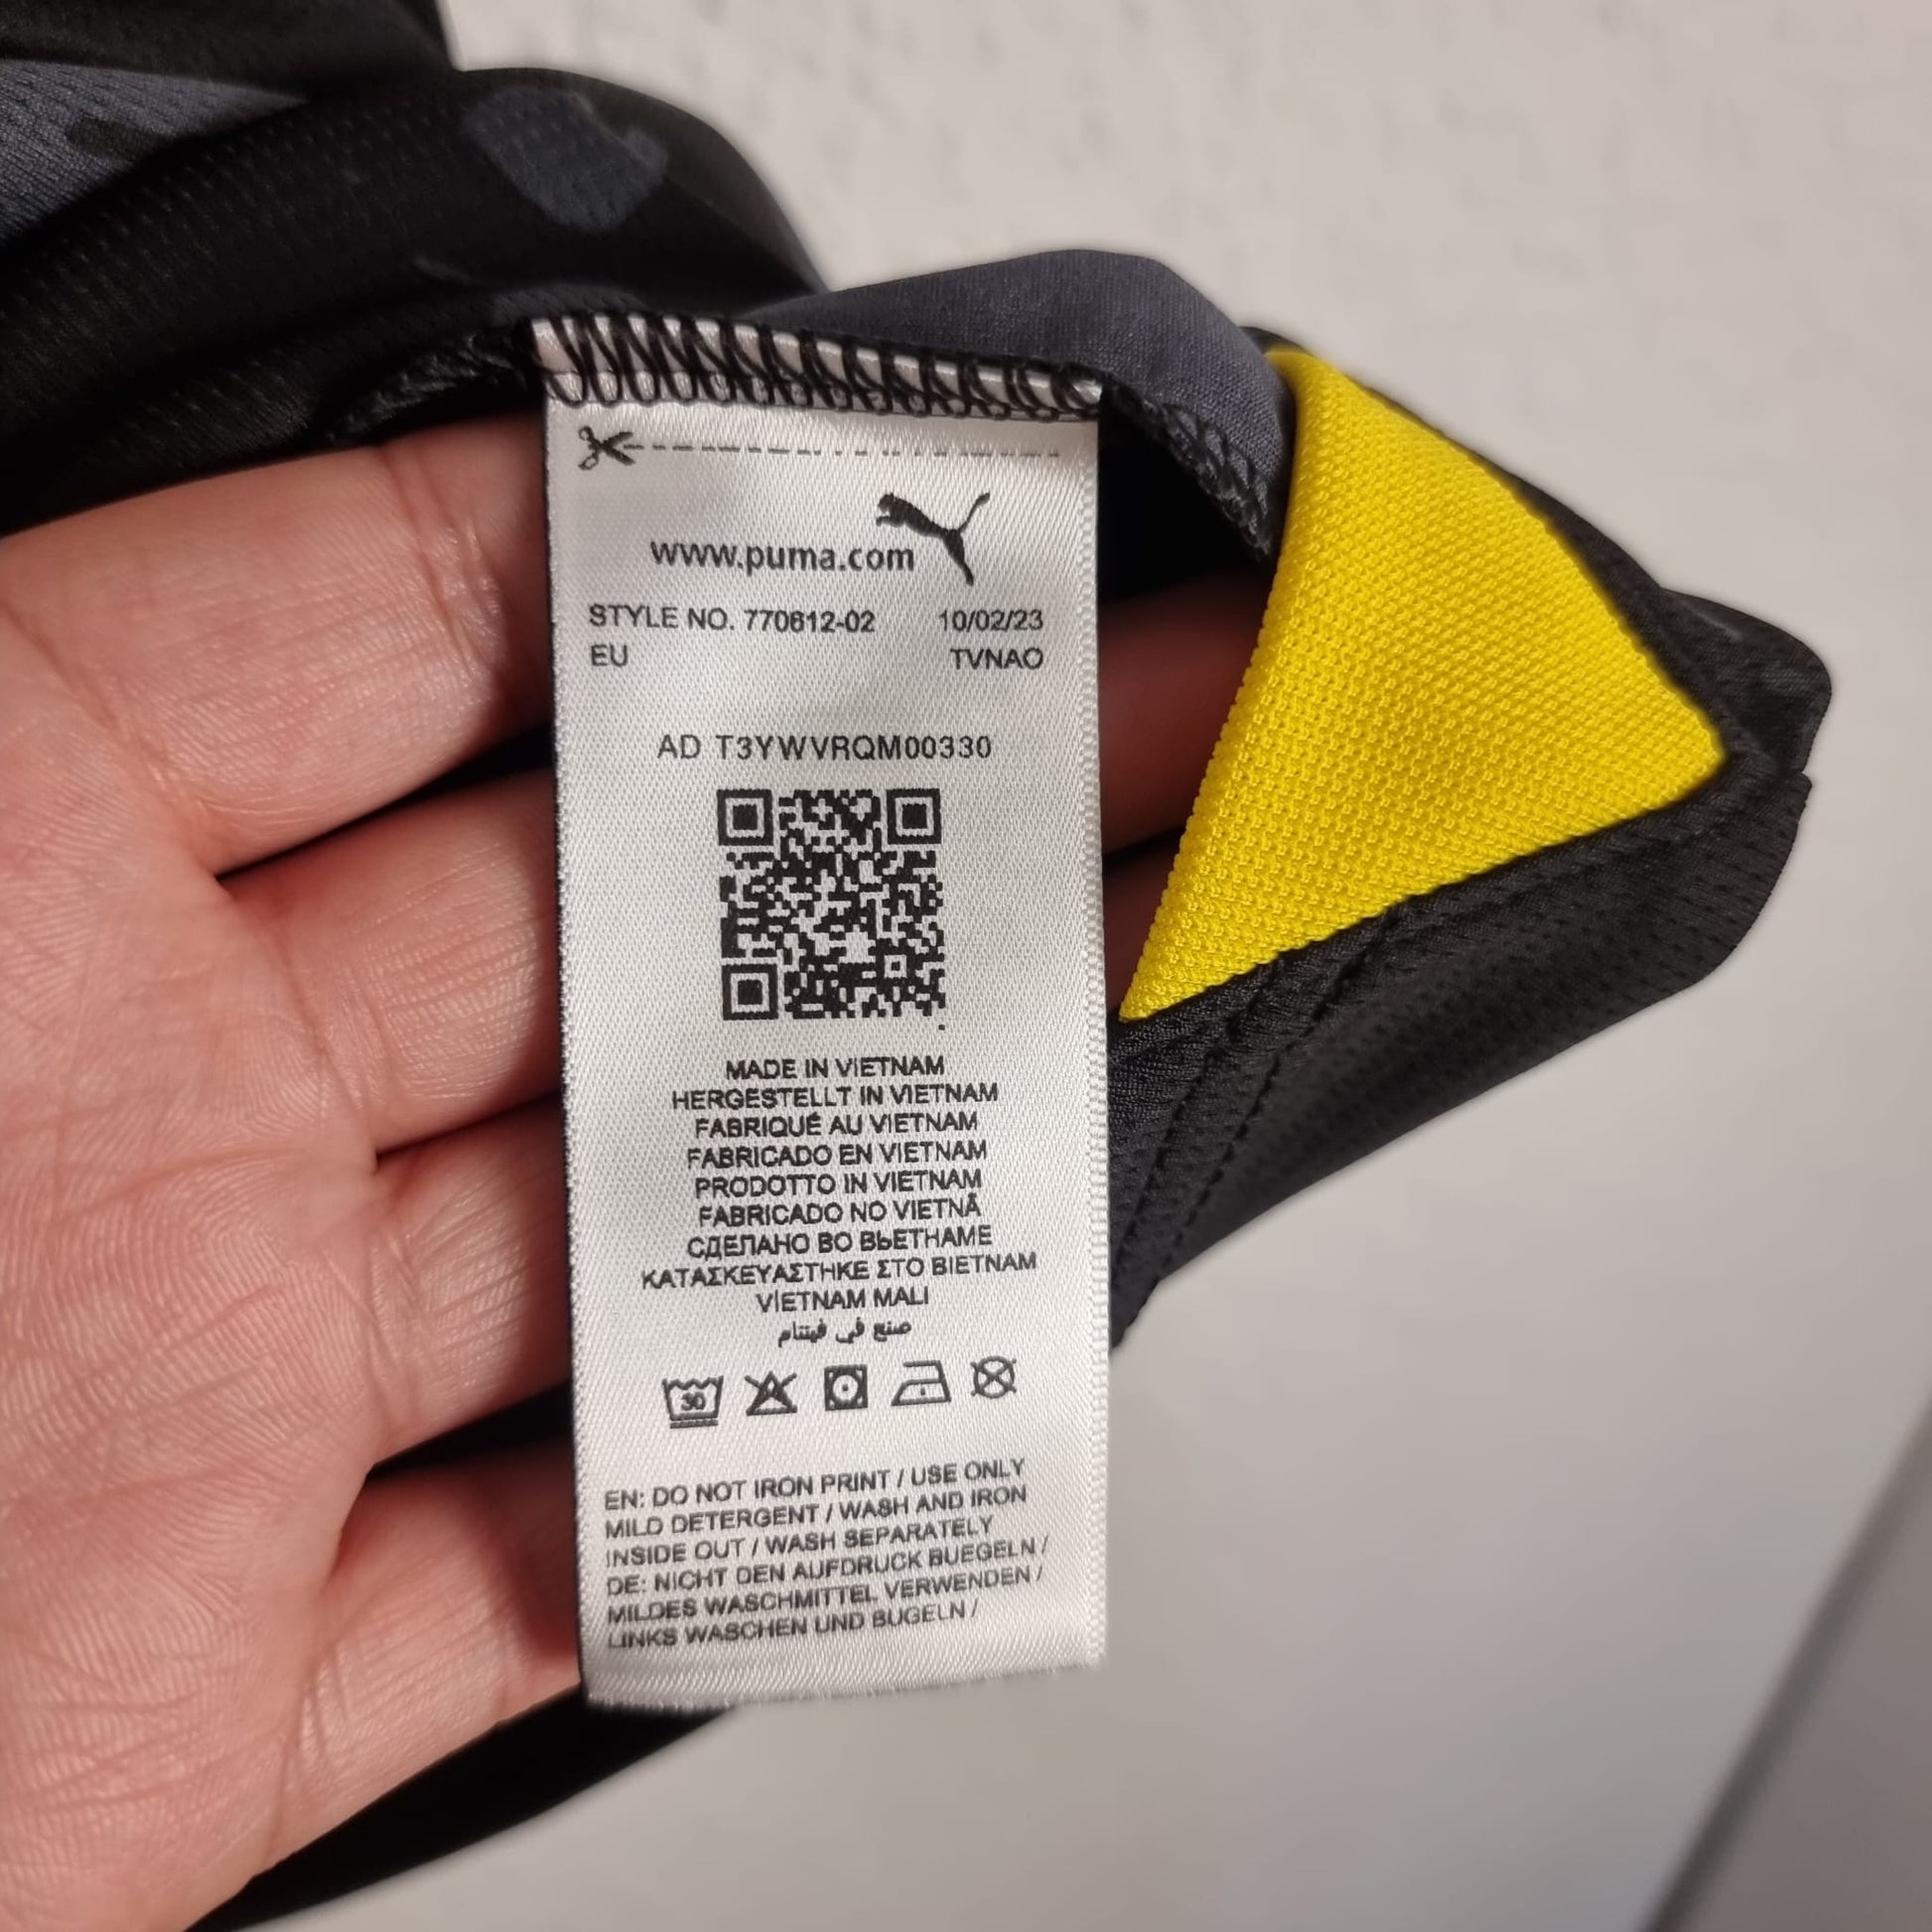 www.puma.com
STYLE NO. 770612-02 10/02/23
EU TVNAO
AD T3YWVRQM00330
MADE IN VIETNAM
HERGESTELLT IN VIETNAM
FABRIQUÉ AU VIETNAM
FABRICADO EN VIETNAM
PRODOTTO IN VIETNAM
FABRICADO NO VIETNÃ
СДЕЛАНО ВО ВЬЕТНАМЕ
ΚΑΤΑΣΚΕΥΑΣΤΗΚΕ ΣΤΟ ΒΙΕΤΝΑΜ
VIETNAM MALI
صنع في فيتنام
30
EN: DO NOT IRON PRINT / USE ONLY
MILD DETERGENT / WASH AND IRON
INSIDE OUT / WASH SEPARATELY
DE: NICHT DEN AUFDRUCK BUEGELN /
MILDES WASCHMITTEL VERWENDEN /
LINKS WASCHEN UND BUGELN /